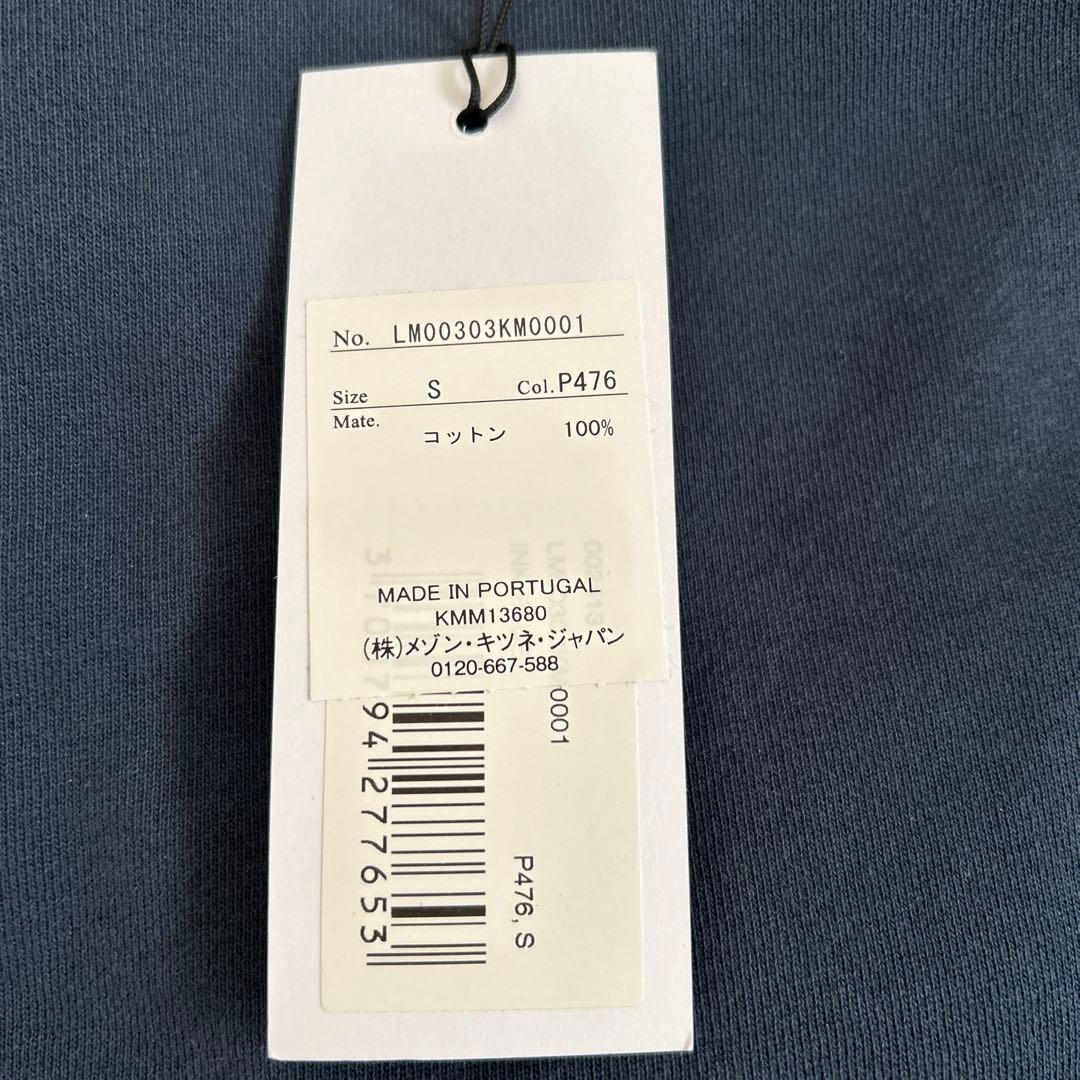 No. LM00303KM0001
Size S Col. P476
Mate. コットン 100%
MADE IN PORTUGAL
KMM13680
(株)メゾン・キツネ・ジャパン
0120-667-588
0001
P476, S
94277653